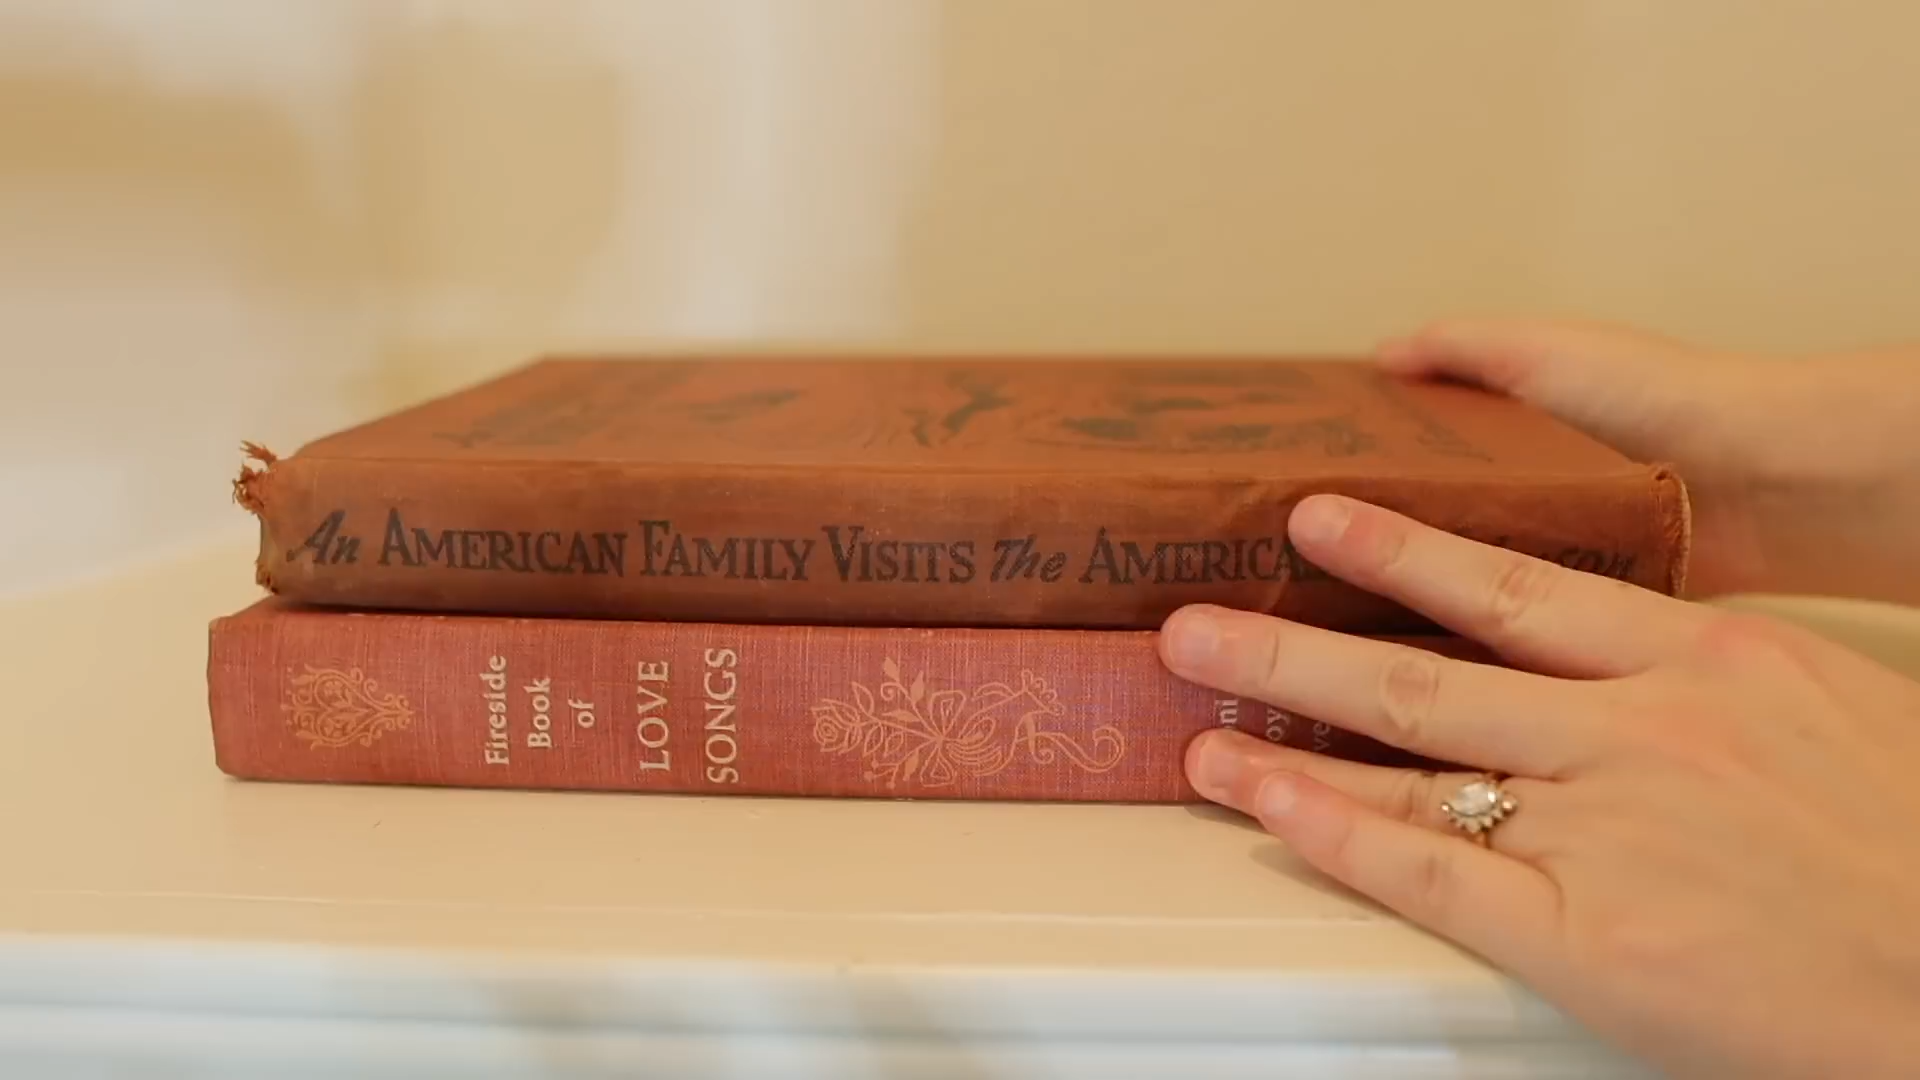 An AMERICAN FAMILY VISITS The AMERICA
Fireside
Book
of
LOVE
SONGS